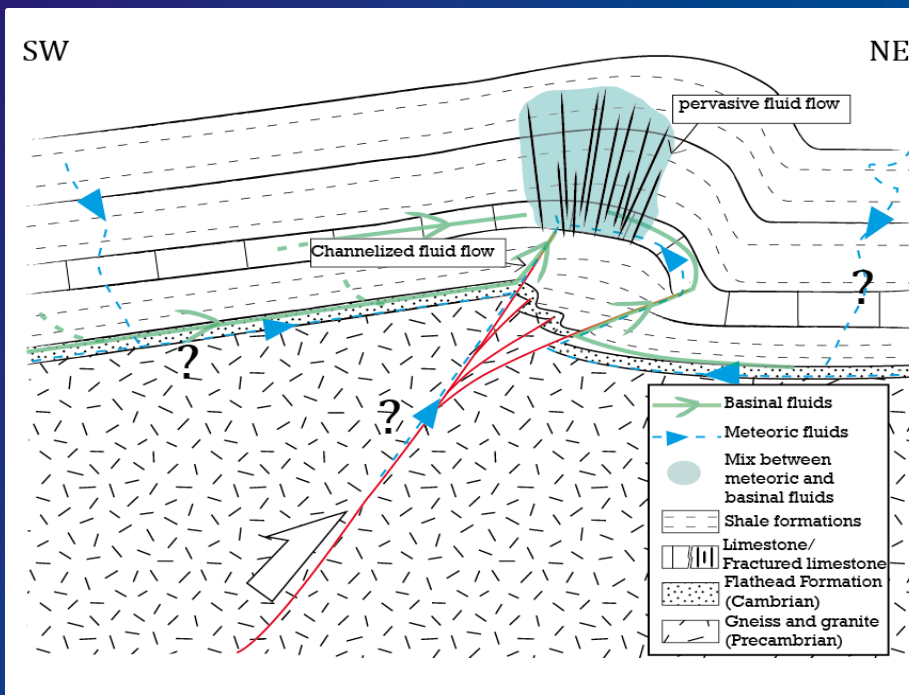 SW
NE
pervasive fluid flow
Channelized fluid flow
?
?
?
Basinal fluids
Meteoric fluids
Mix between
meteoric and
basinal fluids
Shale formations
Limestone/
Fractured limestone
Flathead Formation
(Cambrian)
Gneiss and granite
(Precambrian)